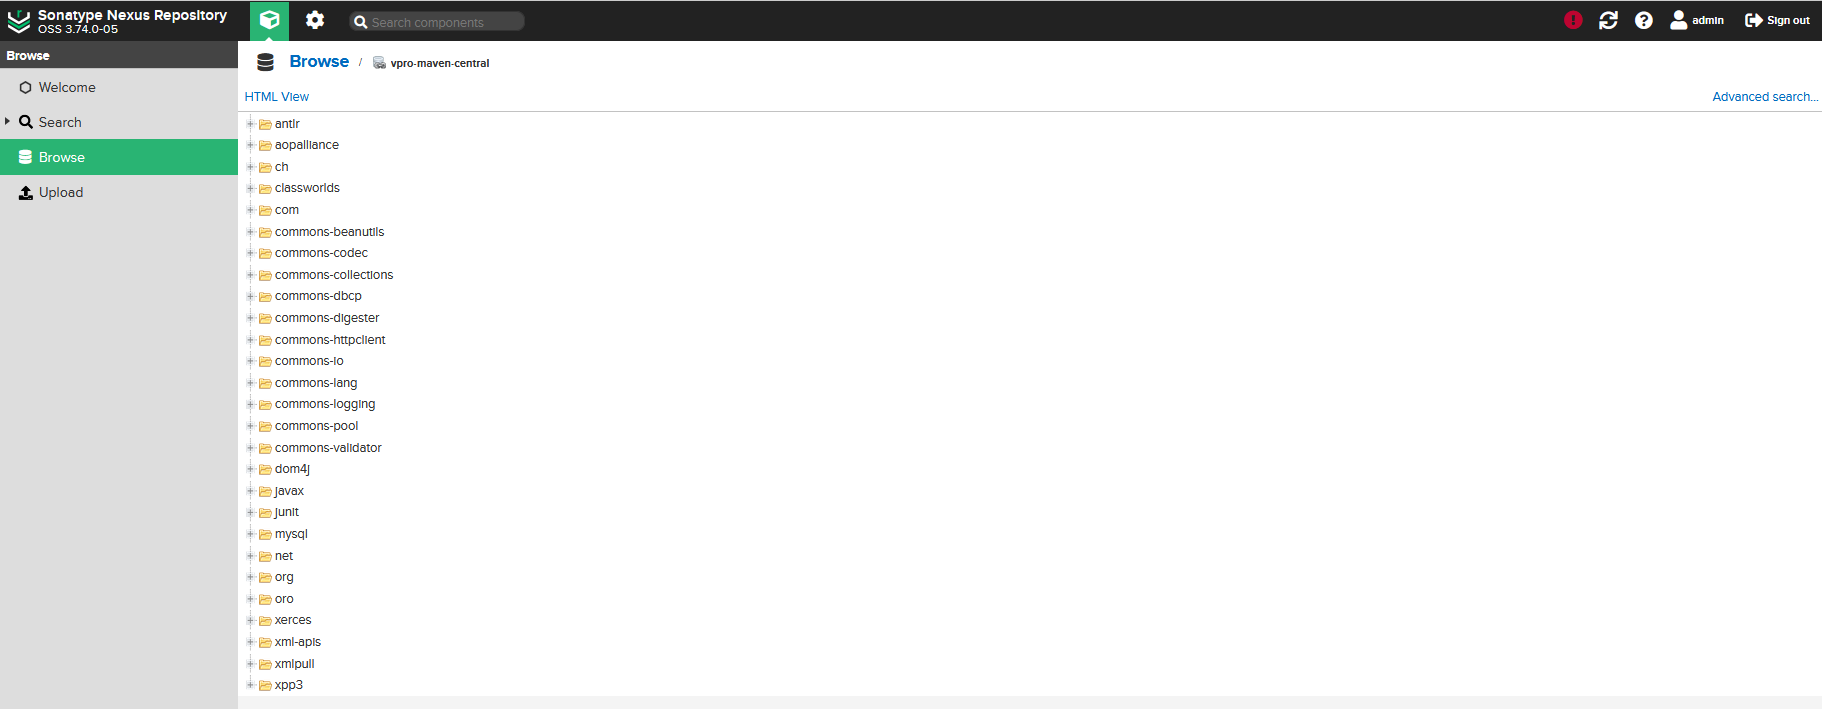 Sonatype Nexus Repository
OSS 3.74.0-05
Search components
admin
Sign out
Browse
Welcome
Search
Browse
Upload
Browse / vpro-maven-central
HTML View
Advanced search...
antlr
aopalliance
ch
classworlds
com
commons-beanutils
commons-codec
commons-collections
commons-dbcp
commons-digester
commons-httpclient
commons-io
commons-lang
commons-logging
commons-pool
commons-validator
dom4j
javax
junit
mysql
net
org
oro
xerces
xml-apis
xmlpull
xpp3